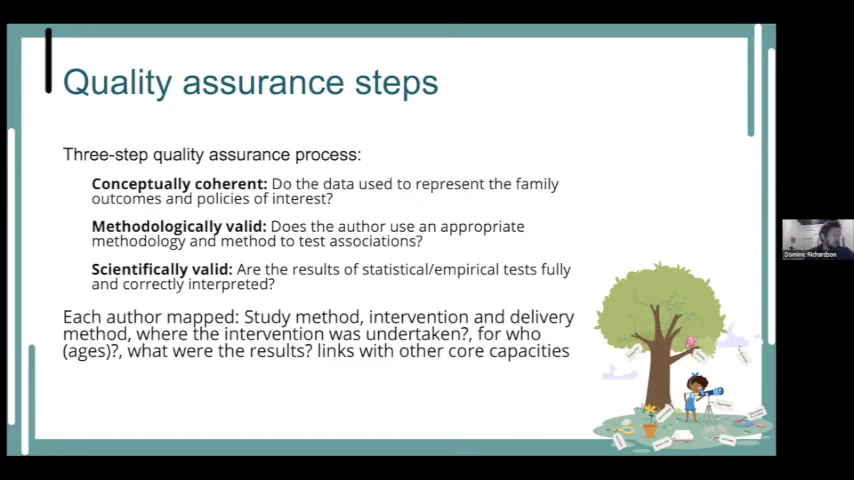 Quality assurance steps
Three-step quality assurance process:
Conceptually coherent: Do the data used to represent the family
outcomes and policies of interest?
Methodologically valid: Does the author use an appropriate
methodology and method to test associations?
Scientifically valid: Are the results of statistical/empirical tests fully
and correctly interpreted?
Each author mapped: Study method, intervention and delivery
method, where the intervention was undertaken?, for who
(ages)?, what were the results? links with other core capacities
Dominic Richardson